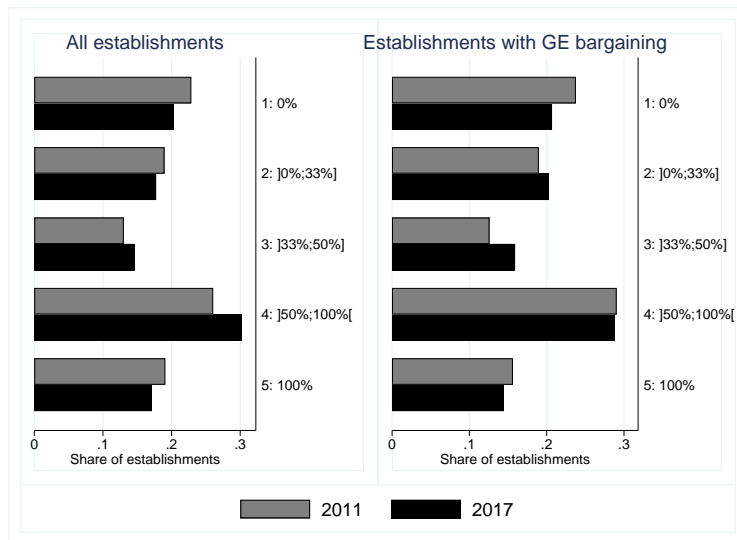 All establishments
1: 0%
2: ]0%;33%]
3: ]33%;50%]
4: ]50%;100%[
5: 100%
0 .1 .2 .3
Share of establishments
Establishments with GE bargaining
1: 0%
2: ]0%;33%]
3: ]33%;50%]
4: ]50%;100%[
5: 100%
0 .1 .2 .3
Share of establishments
2011 2017